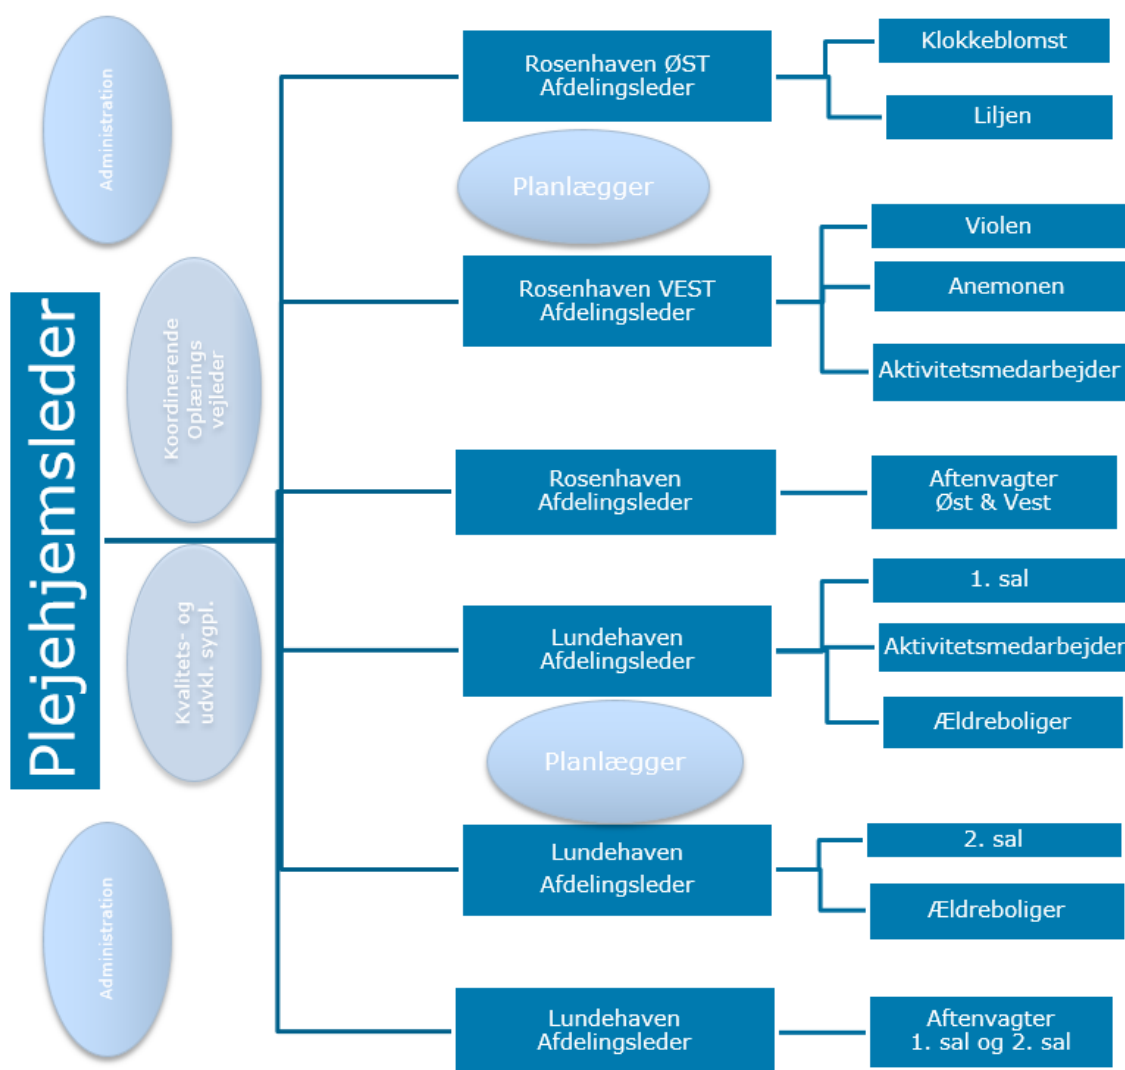 Administration
Koordinerende
Oplærings
vejleder
Plejehjemsleder
Kvalitets- og
udvkl. sygpl.
Administration
Rosenhaven ØST
Afdelingsleder
Klokkeblomst
Liljen
Planlægger
Rosenhaven VEST
Afdelingsleder
Violen
Anemonen
Aktivitetsmedarbejder
Rosenhaven
Afdelingsleder
Aftenvagter
Øst & Vest
Lundehaven
Afdelingsleder
1. sal
Aktivitetsmedarbejder
Ældreboliger
Planlægger
Lundehaven
Afdelingsleder
2. sal
Ældreboliger
Lundehaven
Afdelingsleder
Aftenvagter
1. sal og 2. sal